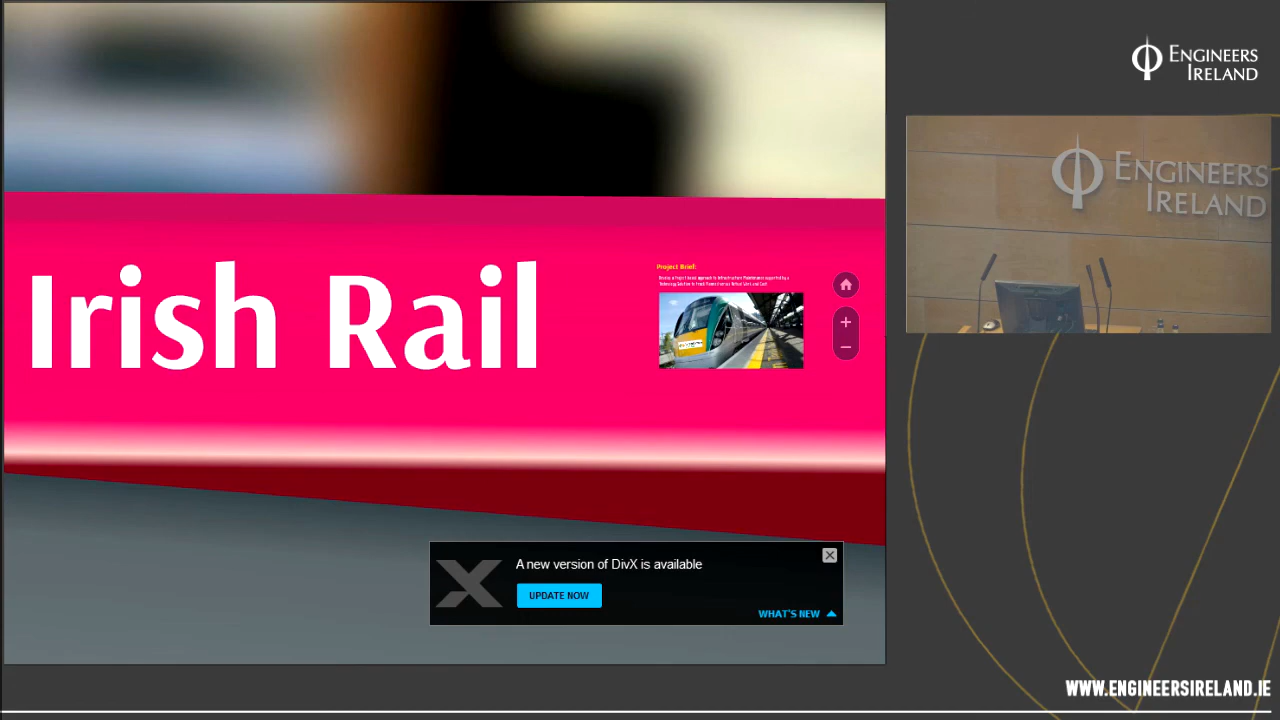 Irish Rail
Project Brief:
A new version of DivX is available
UPDATE NOW
WHAT'S NEW
ENGINEERS
IRELAND
ENGINEERS
IRELAND
WWW.ENGINEERSIRELAND.IE